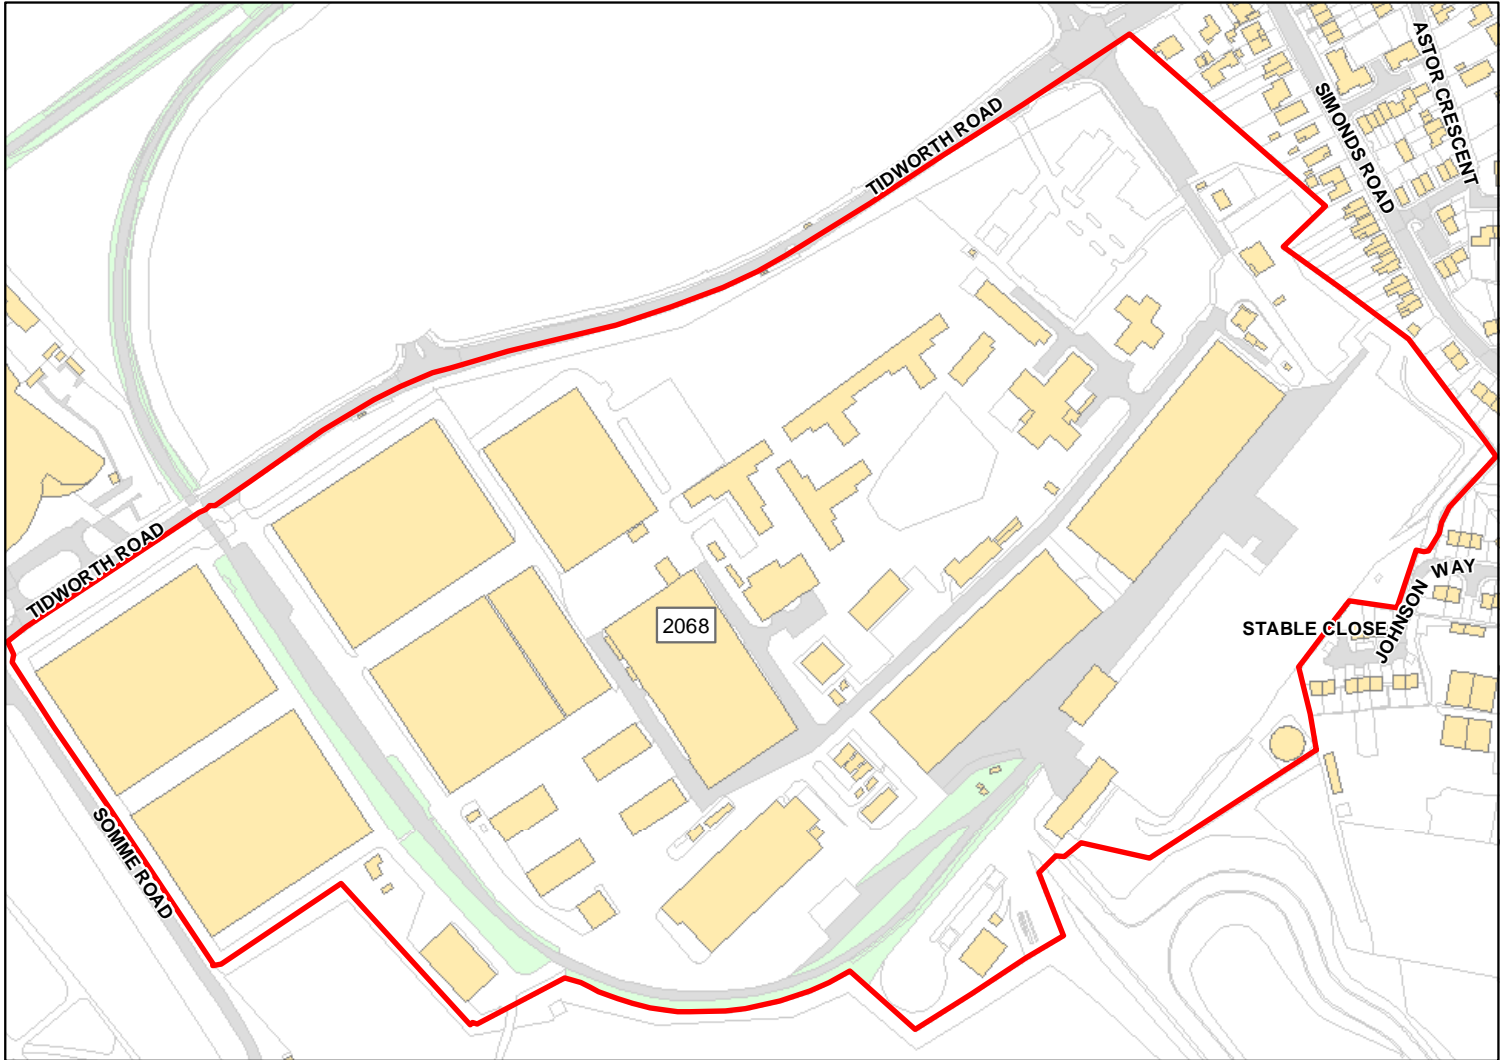 ASTOR CRESCENT
SIMONDS ROAD
TIDWORTH ROAD
TIDWORTH ROAD
2068
JOHNSON WAY
STABLE CLOSE
SOMME ROAD